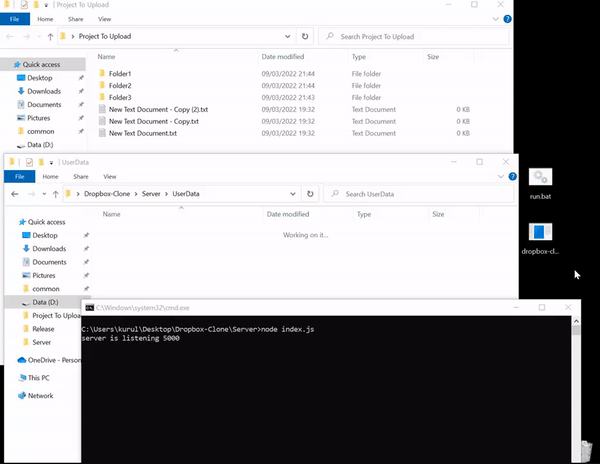 Project To Upload
File Home Share View
Project To Upload Search Project To Upload
Name Date modified Type Size
Quick access
Desktop
Downloads
Documents
Pictures
common
Data (D:)
Folder1 09/03/2022 21:44 File folder
Folder2 09/03/2022 21:44 File folder
Folder3 09/03/2022 21:43 File folder
New Text Document - Copy (2).txt 09/03/2022 19:32 Text Document 0 KB
New Text Document - Copy.txt 09/03/2022 19:32 Text Document 0 KB
New Text Document.txt 09/03/2022 19:32 Text Document 0 KB
UserData
File Home Share View
Dropbox-Clone Server UserData Search UserData
Name Date modified Type Size
Working on it...
Quick access
Desktop
Downloads
Documents
Pictures
common
Data (D:)
Project To Upload
Release
Server
OneDrive - Person
This PC
Network
run.bat
dropbox-cl...
C:\Windows\system32\cmd.exe
C:\Users\kurul\Desktop\Dropbox-Clone\Server>node index.js
server is listening 5000